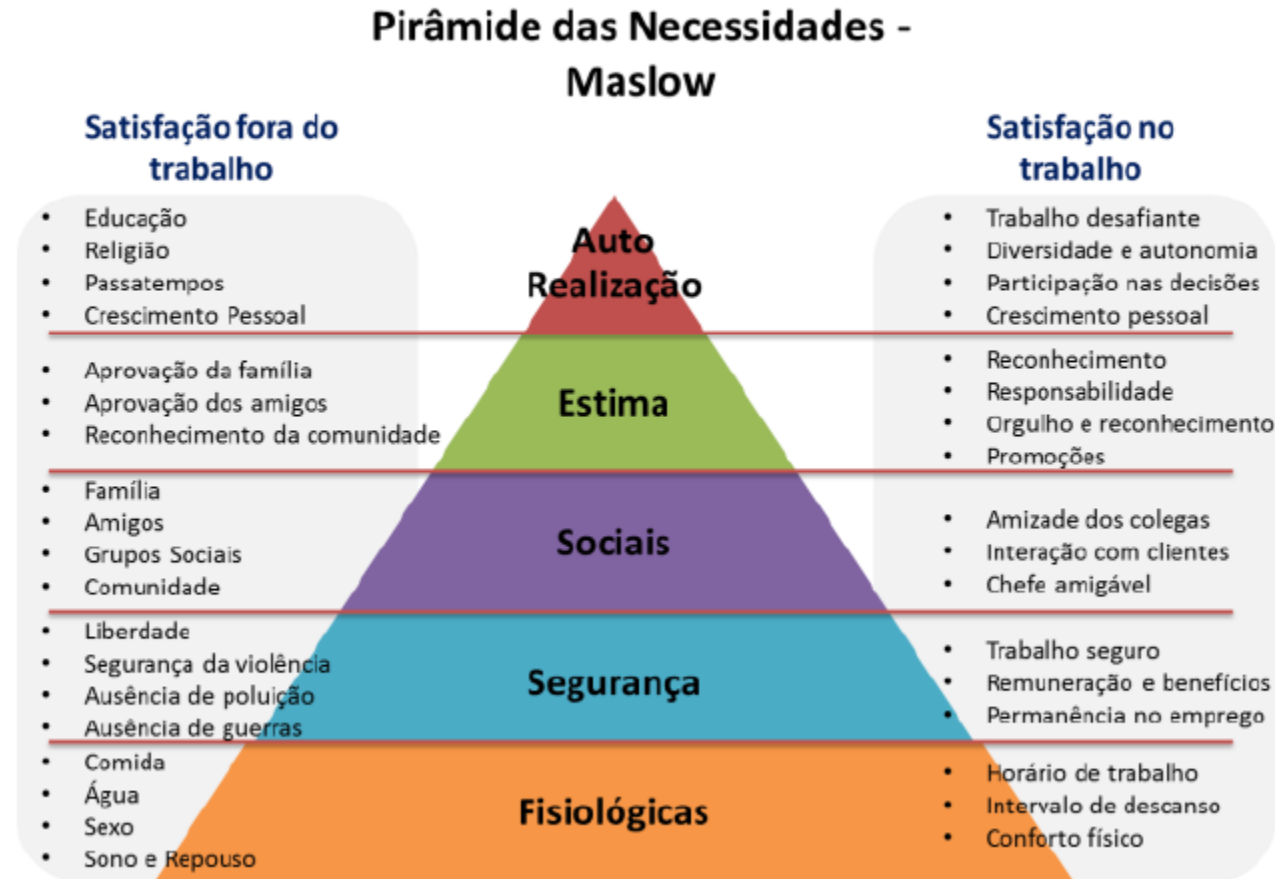 Pirâmide das Necessidades -
Maslow
Satisfação fora do
trabalho
Satisfação no
trabalho
• Educação
• Religião
• Passatempos
• Crescimento Pessoal
Auto
Realização
• Trabalho desafiante
• Diversidade e autonomia
• Participação nas decisões
• Crescimento pessoal
• Aprovação da família
• Aprovação dos amigos
• Reconhecimento da comunidade
Estima
• Reconhecimento
• Responsabilidade
• Orgulho e reconhecimento
• Promoções
• Família
• Amigos
• Grupos Sociais
• Comunidade
Sociais
• Amizade dos colegas
• Interação com clientes
• Chefe amigável
• Liberdade
• Segurança da violência
• Ausência de poluição
• Ausência de guerras
Segurança
• Trabalho seguro
• Remuneração e benefícios
• Permanência no emprego
• Comida
• Água
• Sexo
• Sono e Repouso
Fisiológicas
• Horário de trabalho
• Intervalo de descanso
• Conforto físico